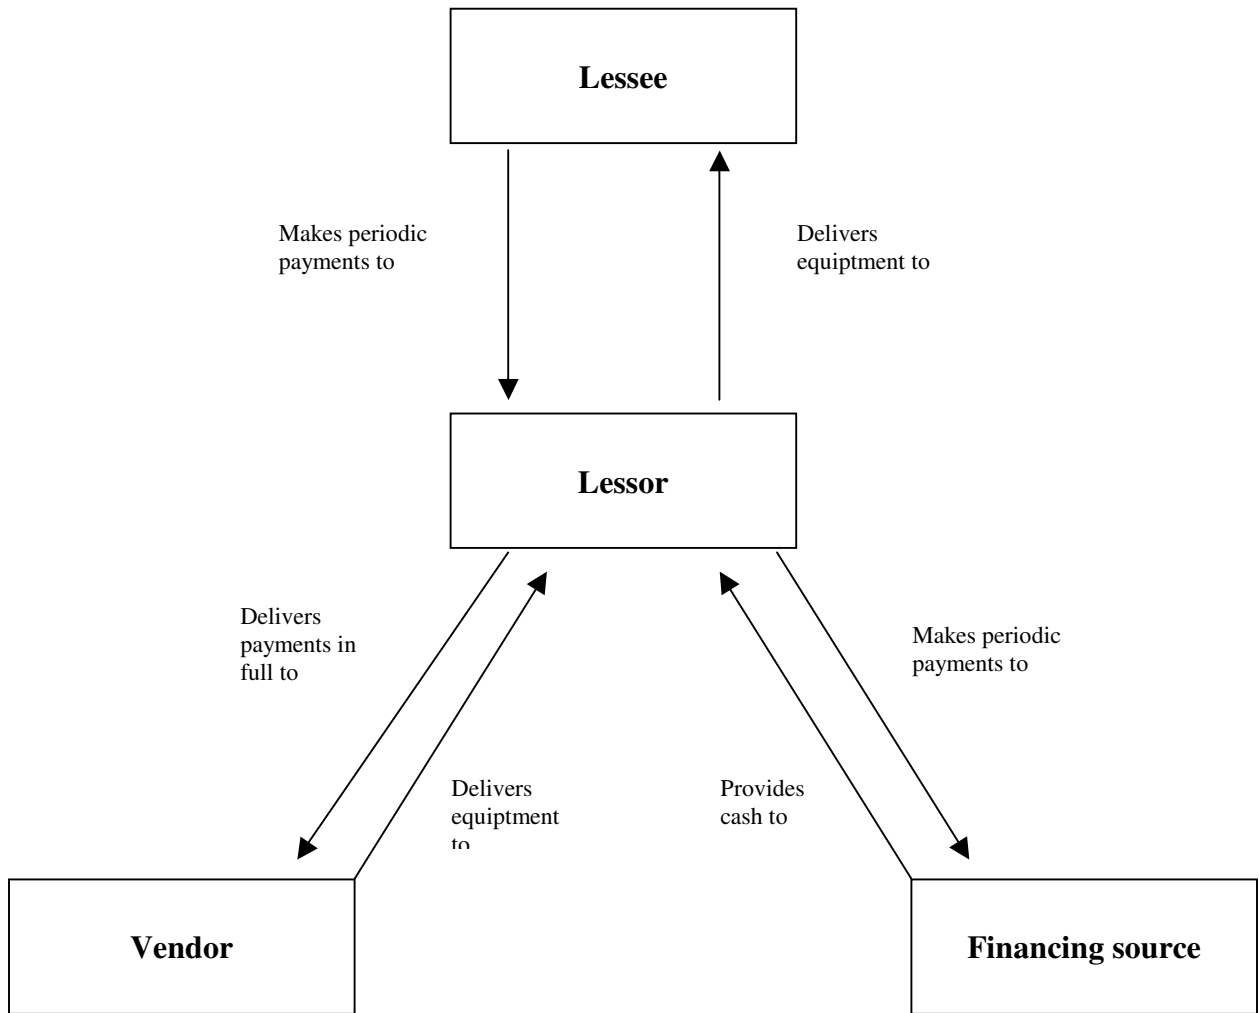 Lessee
Makes periodic
payments to
Delivers
equiptment to
Lessor
Delivers
payments in
full to
Makes periodic
payments to
Delivers
equiptment
to
Provides
cash to
Vendor
Financing source